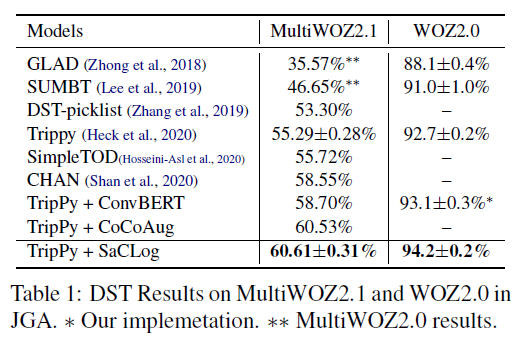 Models MultiWOZ2.1 WOZ2.0
GLAD (Zhong et al., 2018) 35.57%** 88.1±0.4%
SUMBT (Lee et al., 2019) 46.65%** 91.0±1.0%
DST-picklist (Zhang et al., 2019) 53.30% –
Trippy (Heck et al., 2020) 55.29±0.28% 92.7±0.2%
SimpleTOD(Hosseini-Asl et al., 2020) 55.72% –
CHAN (Shan et al., 2020) 58.55% –
TripPy + ConvBERT 58.70% 93.1±0.3%*
TripPy + CoCoAug 60.53% –
TripPy + SaCLog 60.61±0.31% 94.2±0.2%
Table 1: DST Results on MultiWOZ2.1 and WOZ2.0 in
JGA. * Our implemetation. ** MultiWOZ2.0 results.